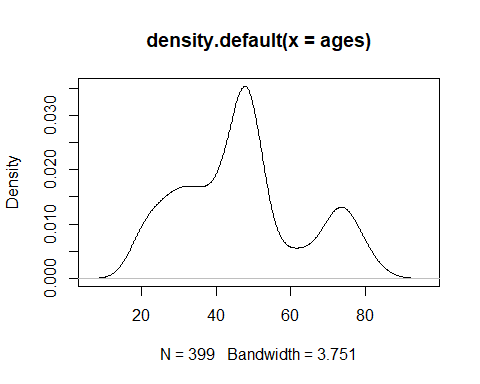 density.default(x = ages)
Density
0.030
0.020
0.010
0.000
20 40 60 80
N = 399 Bandwidth = 3.751